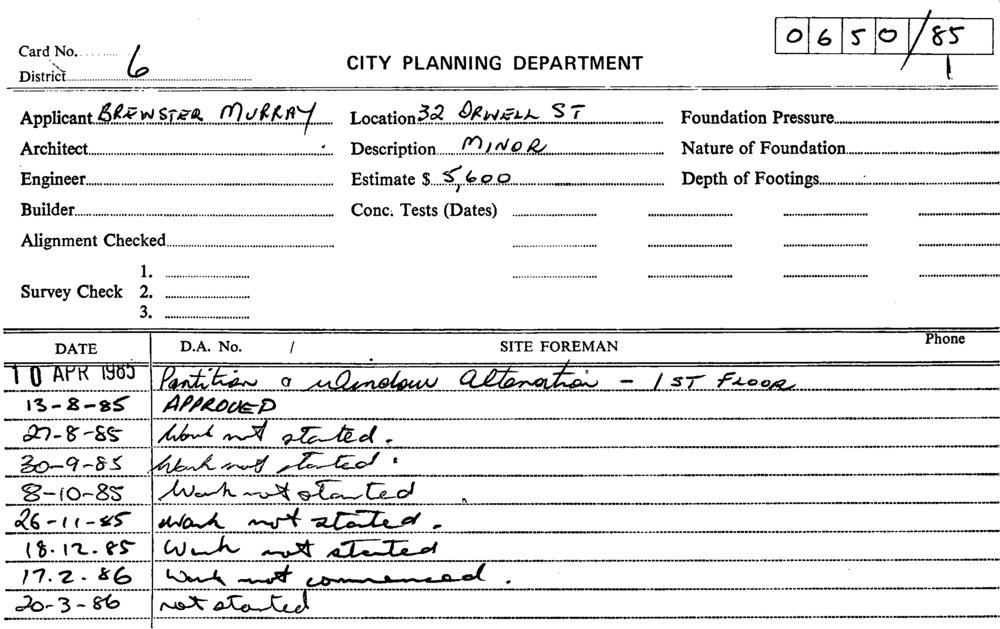 0650/85
Card No.
1
District 6
CITY PLANNING DEPARTMENT
Applicant BREWSTER MURRAY Location 32 ORWELL ST Foundation Pressure
Architect Description MINOR Nature of Foundation
Engineer Estimate $ 5,600 Depth of Footings
Builder Conc. Tests (Dates)
Alignment Checked
1.
Survey Check 2.
3.
DATE D.A. No. / SITE FOREMAN Phone
10 APR 1985 Partition & window Alteration - 1ST FLOOR
13-8-85 APPROVED
27-8-85 Work not started.
30-9-85 Work not started.
8-10-85 Work not started
26-11-85 Work not started.
18.12.85 Work not started
17.2.86 Work not commenced.
20-3-86 not started